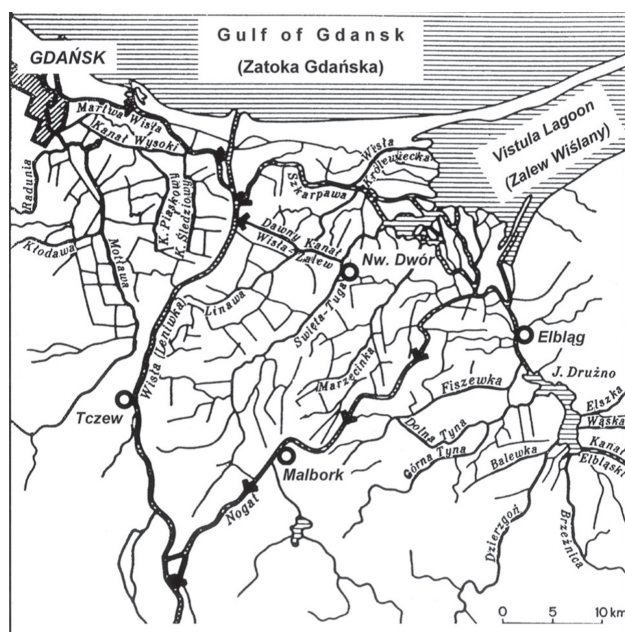 Gulf of Gdansk
(Zatoka Gdańska)
GDAŃSK
Vistula Lagoon
(Zalew Wiślany)
Martwa Wisła
Kanał Wysoki
Radunia
Kłodawa
Motława
K. Piaskowy
K. Śledziowy
Wisła
Królewiecka
Szkarpawa
Dawny Kanał
Wisła-Zalew
Nw. Dwór
Linawa
Święta-Tuga
Wisła (Leniwka)
Elbląg
Marzęcinka
Fiszewka
J. Drużno
Tczew
Elszka
Wąska
Kanał
Elbląski
Dolna Tyna
Górna Tyna
Balewka
Malbork
Nogat
Dzierzgoń
Brzeźnica
0 5 10 km